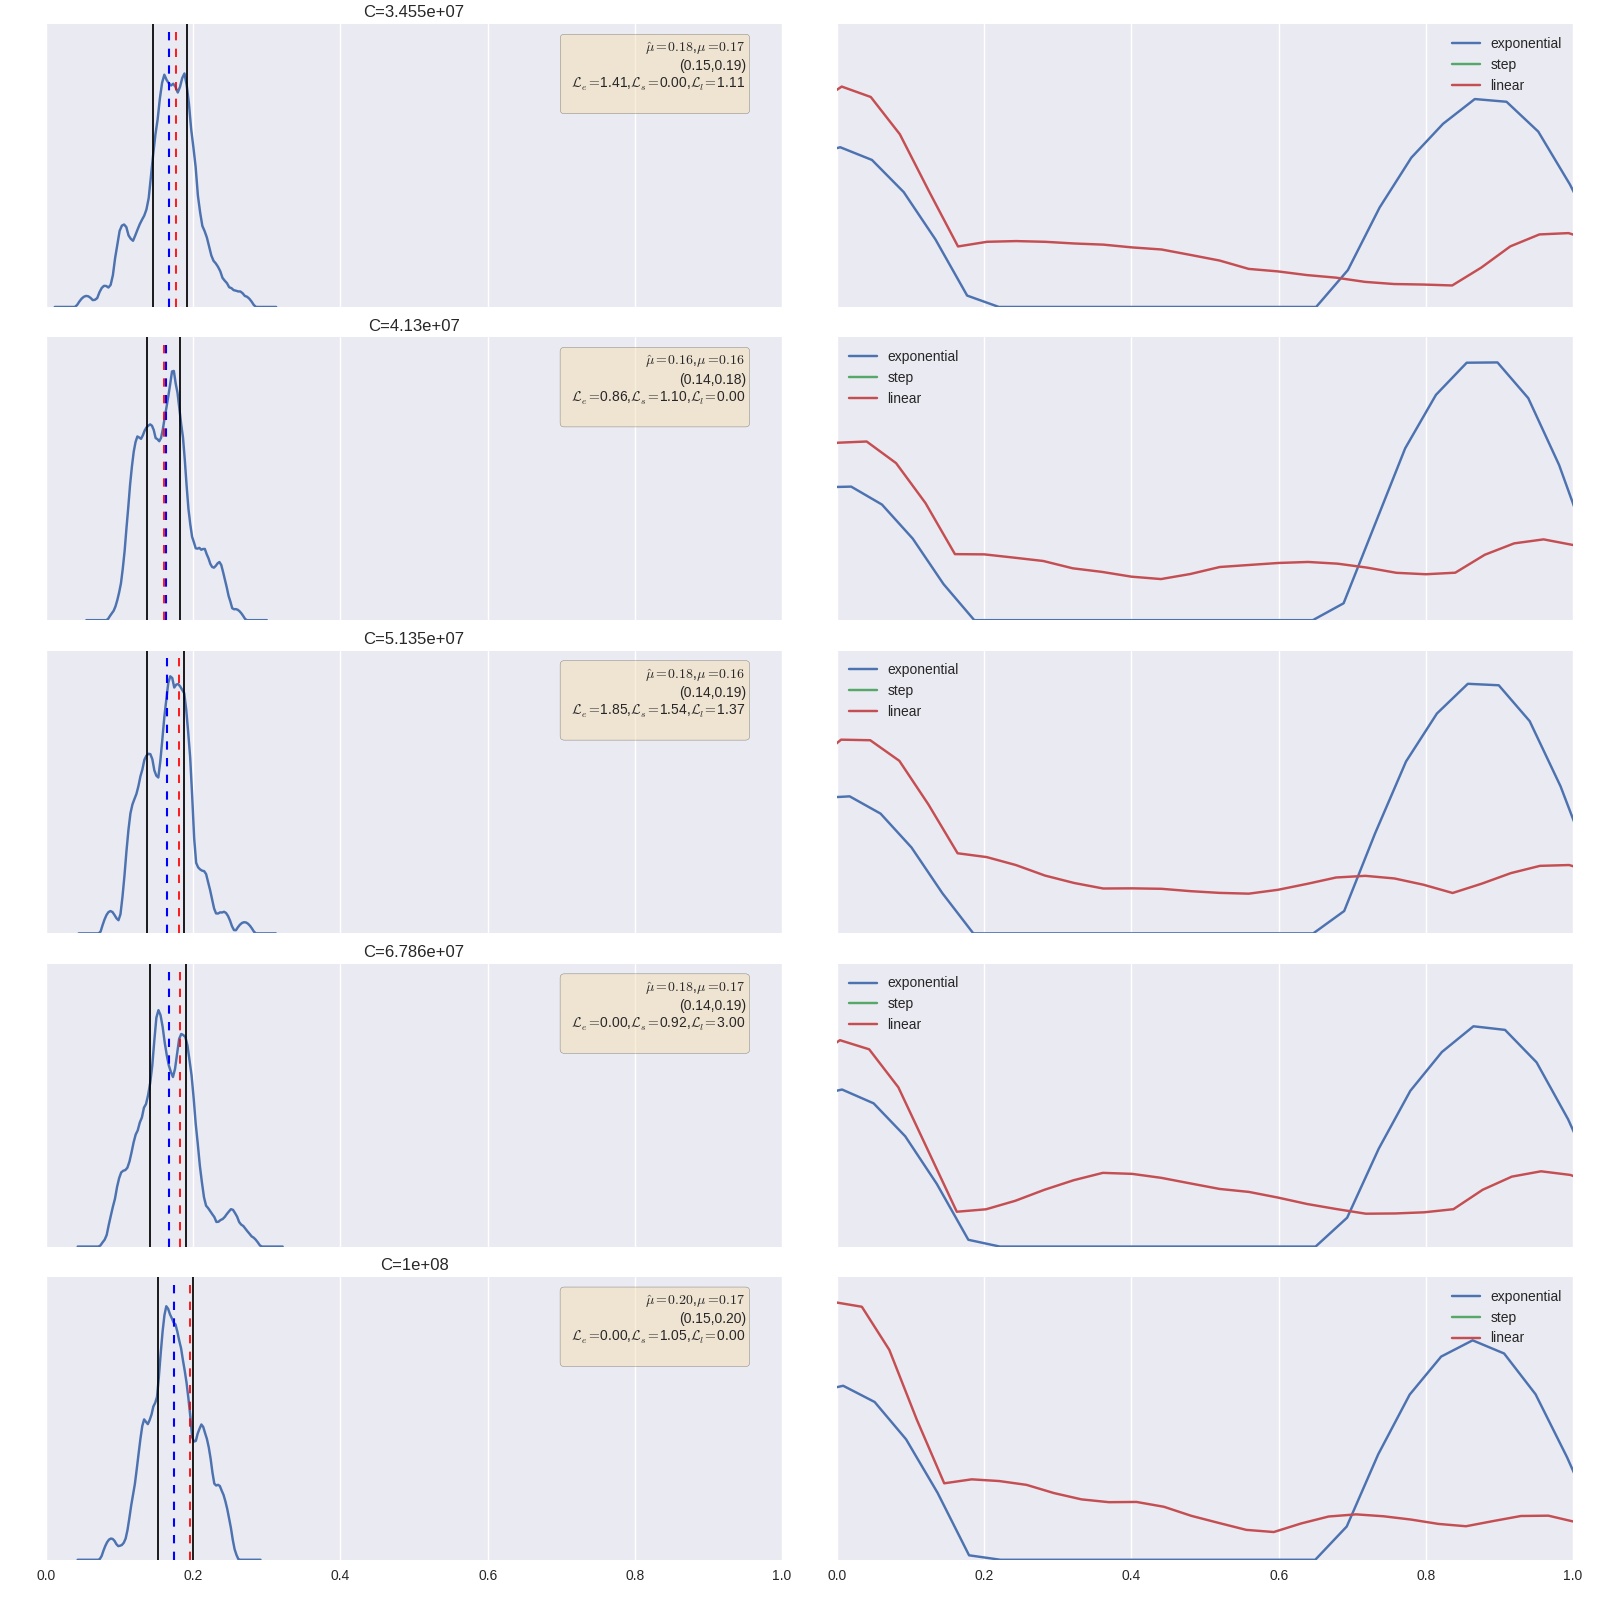 C=3.455e+07
μ̂=0.18,μ=0.17
(0.15,0.19)
ℒₑ=1.41,ℒₛ=0.00,ℒₗ=1.11
exponential
step
linear
C=4.13e+07
μ̂=0.16,μ=0.16
(0.14,0.18)
ℒₑ=0.86,ℒₛ=1.10,ℒₗ=0.00
exponential
step
linear
C=5.135e+07
μ̂=0.18,μ=0.16
(0.14,0.19)
ℒₑ=1.85,ℒₛ=1.54,ℒₗ=1.37
exponential
step
linear
C=6.786e+07
μ̂=0.18,μ=0.17
(0.14,0.19)
ℒₑ=0.00,ℒₛ=0.92,ℒₗ=3.00
exponential
step
linear
C=1e+08
μ̂=0.20,μ=0.17
(0.15,0.20)
ℒₑ=0.00,ℒₛ=1.05,ℒₗ=0.00
exponential
step
linear
0.0 0.2 0.4 0.6 0.8 1.0
0.0 0.2 0.4 0.6 0.8 1.0